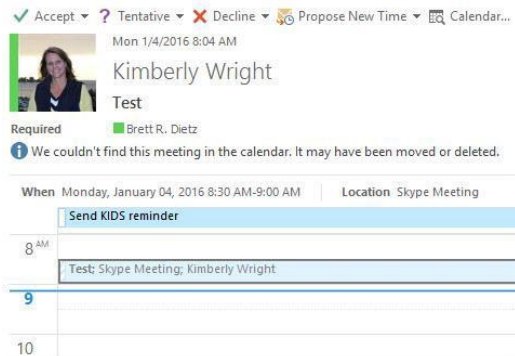 Accept Tentative Decline Propose New Time Calendar...
Mon 1/4/2016 8:04 AM
Kimberly Wright
Test
Required Brett R. Dietz
We couldn't find this meeting in the calendar. It may have been moved or deleted.
When Monday, January 04, 2016 8:30 AM-9:00 AM Location Skype Meeting
Send KIDS reminder
8 AM
Test; Skype Meeting; Kimberly Wright
9
10